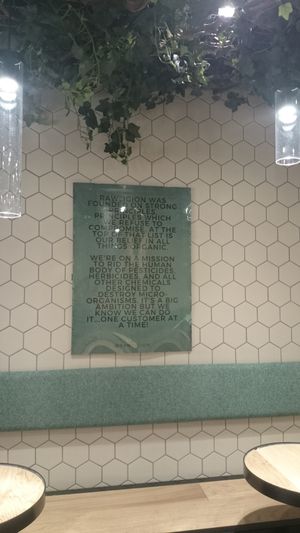 RAWLIGION WAS
FOUNDED ON STRONG
PRINCIPLES,
PRINCIPLES WHICH
WE REFUSE TO
COMPROMISE. AT THE
TOP OF THAT LIST IS
OUR BELIEF IN ALL
THINGS ORGANIC.
WE'RE ON A MISSION
TO RID THE HUMAN
BODY OF PESTICIDES,
HERBICIDES, AND ALL
OTHER CHEMICALS
DESIGNED TO
DESTROY MICRO
ORGANISMS. IT'S A BIG
AMBITION BUT WE
KNOW WE CAN DO
IT...ONE CUSTOMER AT
A TIME!